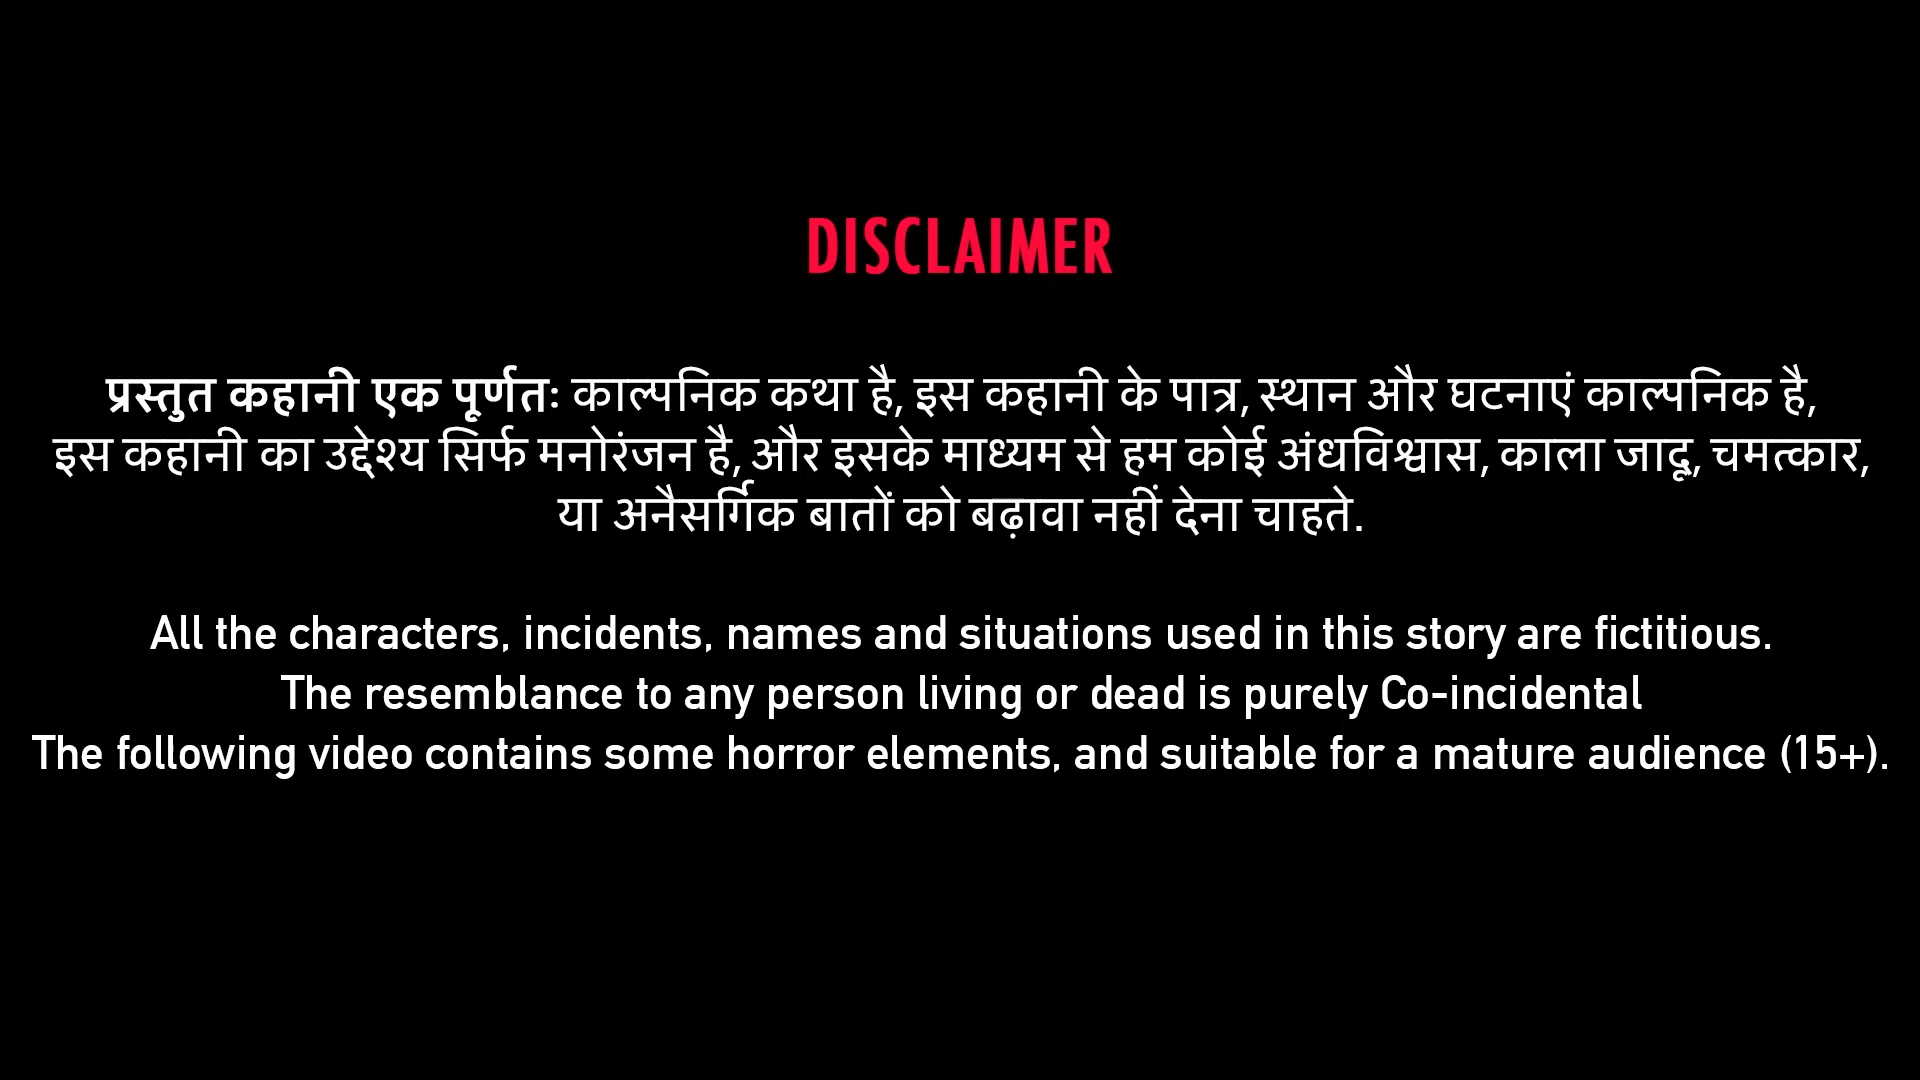 DISCLAIMER
प्रस्तुत कहानी एक पूर्णतः काल्पनिक कथा है, इस कहानी के पात्र, स्थान और घटनाएं काल्पनिक है,
इस कहानी का उद्देश्य सिर्फ मनोरंजन है, और इसके माध्यम से हम कोई अंधविश्वास, काला जादू, चमत्कार,
या अनैसर्गिक बातों को बढ़ावा नहीं देना चाहते.
All the characters, incidents, names and situations used in this story are fictitious.
The resemblance to any person living or dead is purely Co-incidental
The following video contains some horror elements, and suitable for a mature audience (15+).